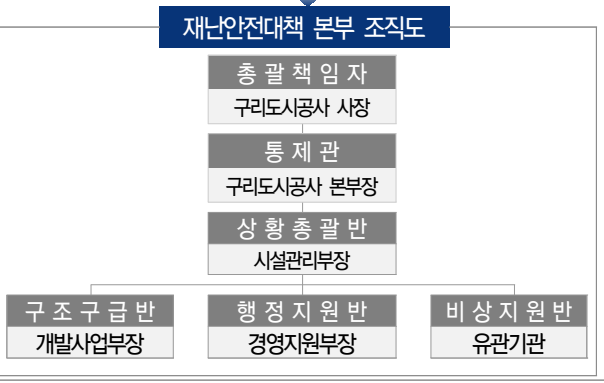 재난안전대책 본부 조직도
총 괄 책 임 자
구리도시공사 사장
통 제 관
구리도시공사 본부장
상 황 총 괄 반
시설관리부장
구 조 구 급 반
개발사업부장
행 정 지 원 반
경영지원부장
비 상 지 원 반
유관기관